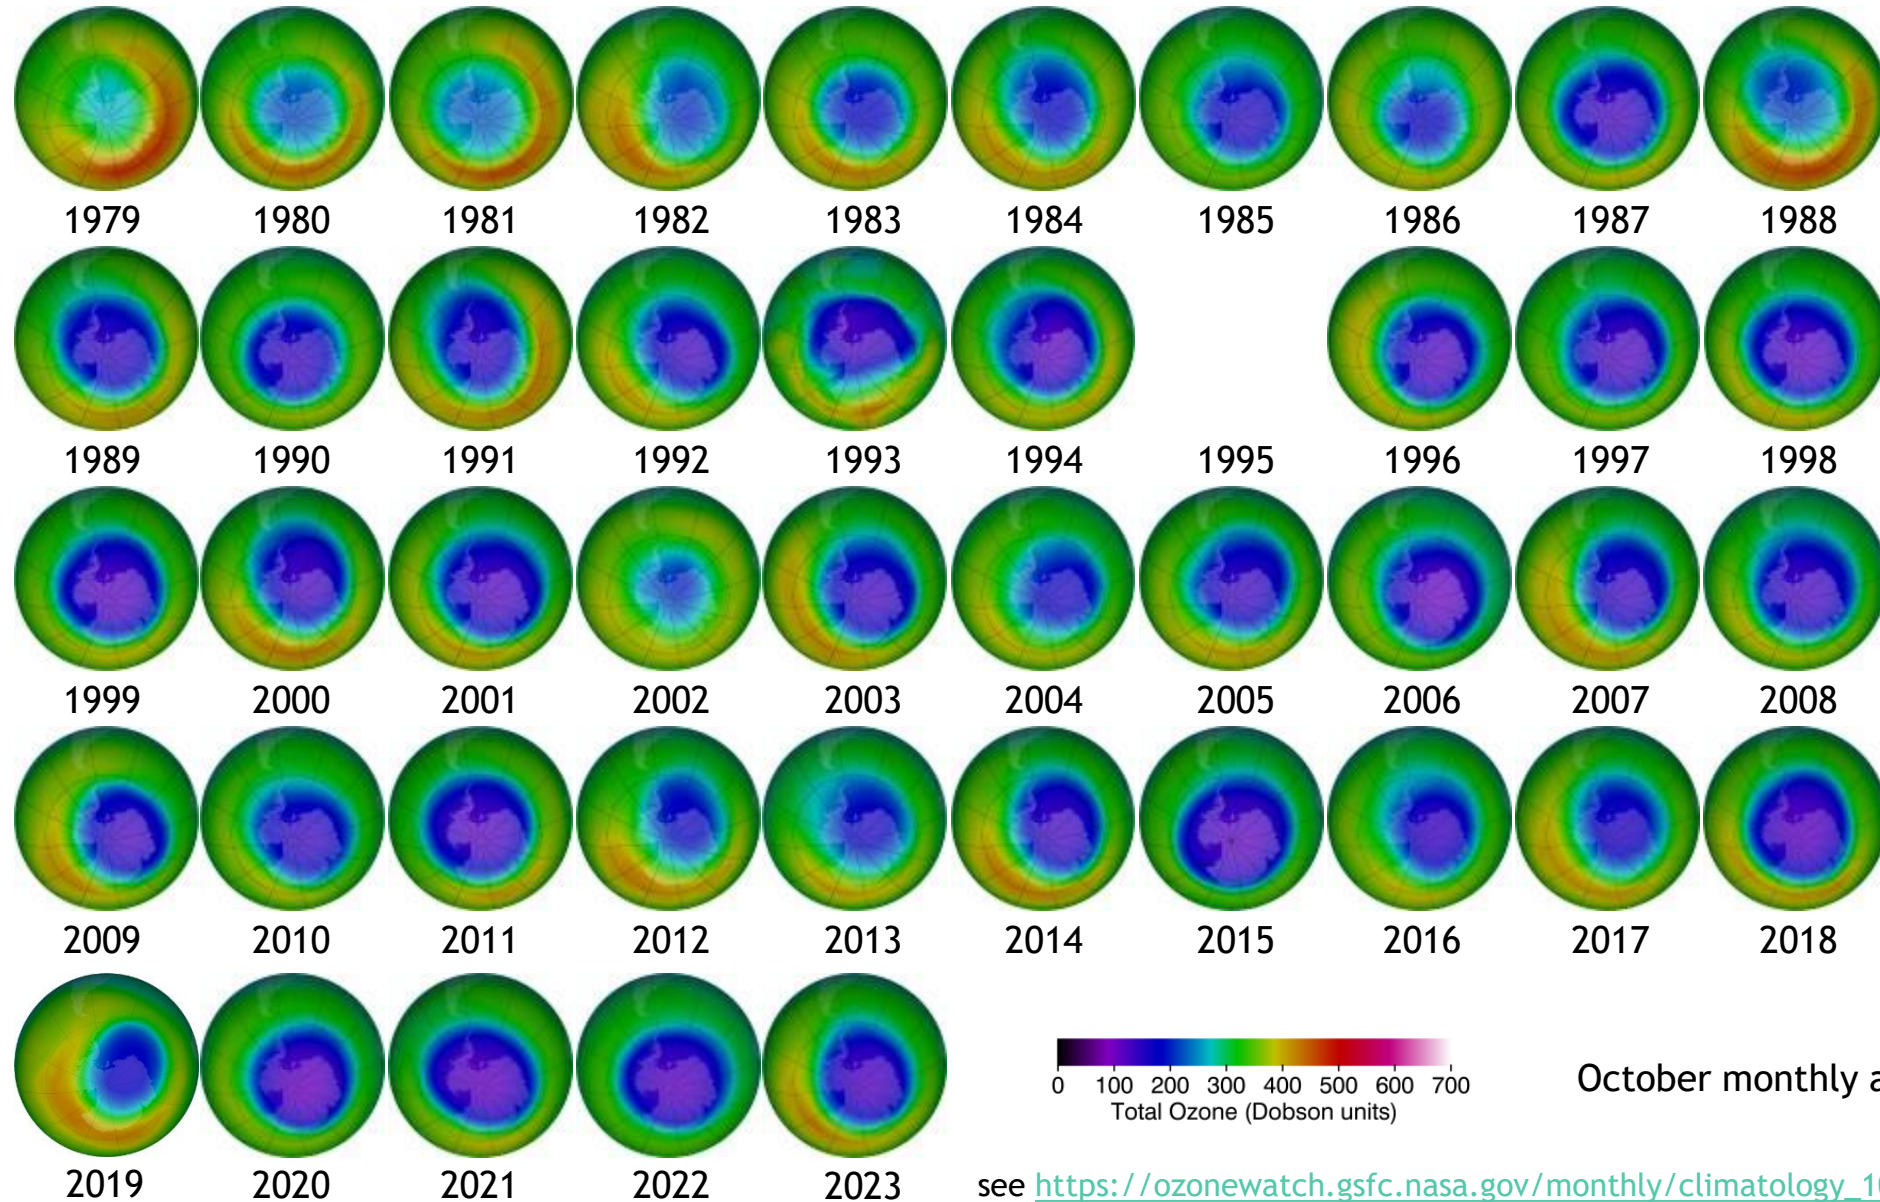 1979 1980 1981 1982 1983 1984 1985 1986 1987 1988
1989 1990 1991 1992 1993 1994 1995 1996 1997 1998
1999 2000 2001 2002 2003 2004 2005 2006 2007 2008
2009 2010 2011 2012 2013 2014 2015 2016 2017 2018
0 100 200 300 400 500 600 700
Total Ozone (Dobson units)
October monthly a
2019 2020 2021 2022 2023
see https://ozonewatch.gsfc.nasa.gov/monthly/climatology_1